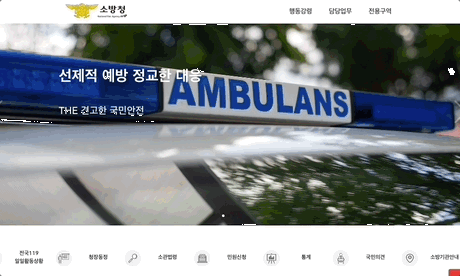 소방청
행동강령
담당업무
전용구역
선제적 예방 정교한 대응
THE 견고한 국민안전
AMBULANS
전국119
일일활동상황
청장동정
소관법령
민원신청
통계
국민의견
소방기관안내